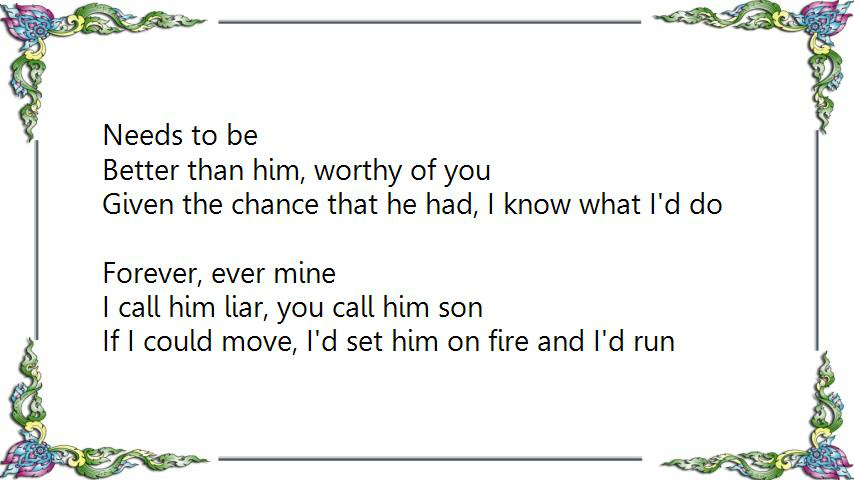 Needs to be
Better than him, worthy of you
Given the chance that he had, I know what I'd do
Forever, ever mine
I call him liar, you call him son
If I could move, I'd set him on fire and I'd run